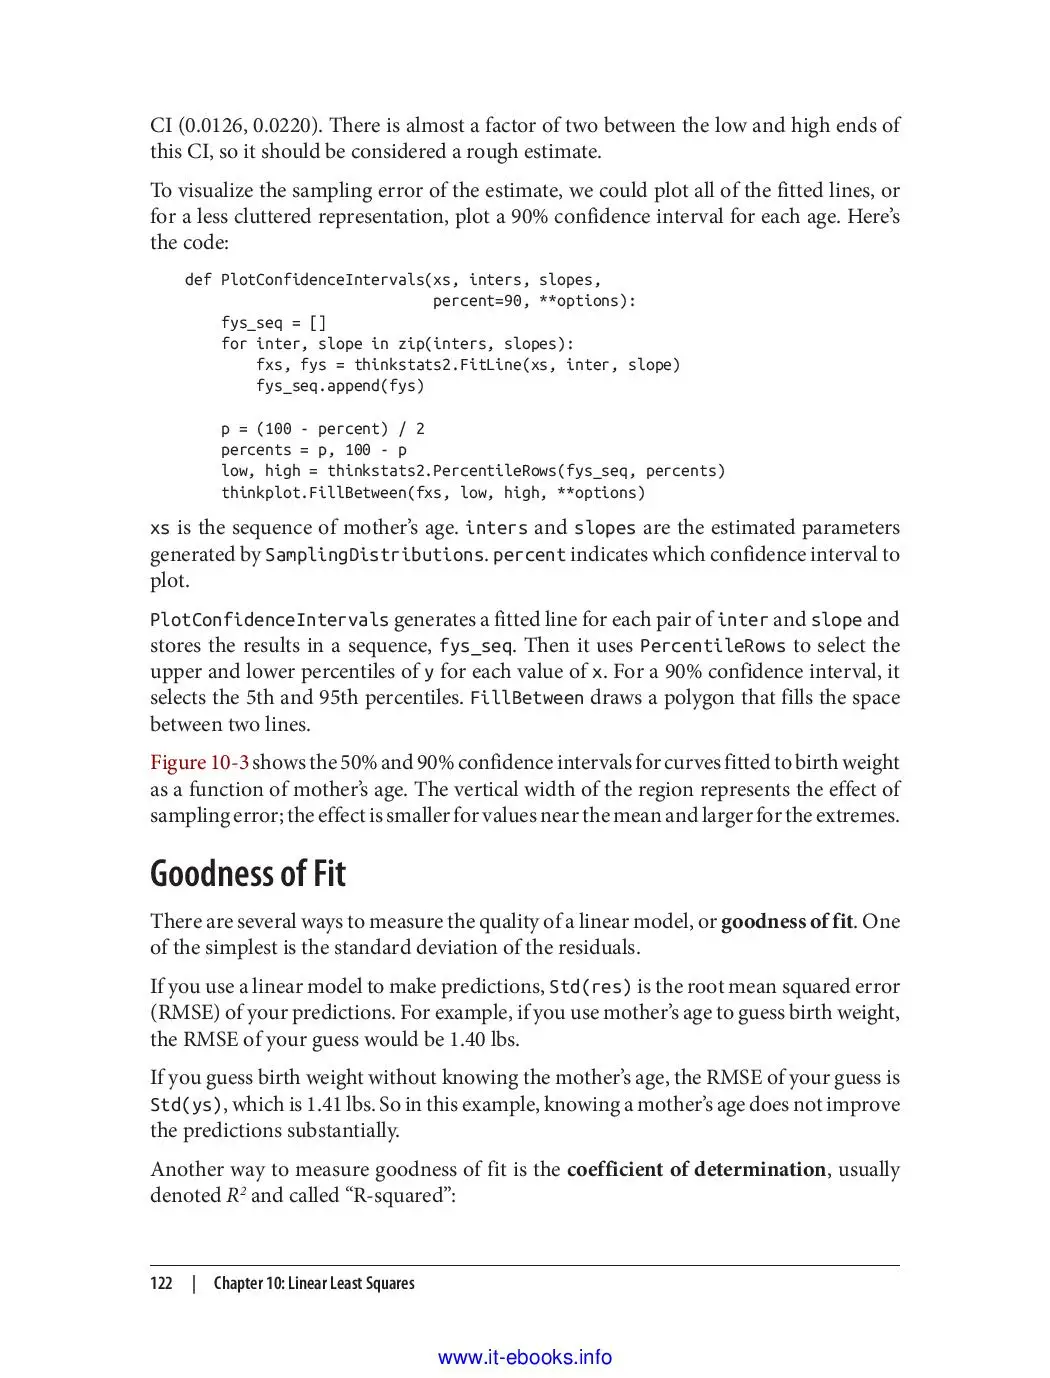 CI (0.0126, 0.0220). There is almost a factor of two between the low and high ends of
this CI, so it should be considered a rough estimate.
To visualize the sampling error of the estimate, we could plot all of the fitted lines, or
for a less cluttered representation, plot a 90% confidence interval for each age. Here’s
the code:
def PlotConfidenceIntervals(xs, inters, slopes,
                            percent=90, **options):
    fys_seq = []
    for inter, slope in zip(inters, slopes):
        fxs, fys = thinkstats2.FitLine(xs, inter, slope)
        fys_seq.append(fys)
    p = (100 - percent) / 2
    percents = p, 100 - p
    low, high = thinkstats2.PercentileRows(fys_seq, percents)
    thinkplot.FillBetween(fxs, low, high, **options)
xs is the sequence of mother’s age. inters and slopes are the estimated parameters
generated by SamplingDistributions. percent indicates which confidence interval to
plot.
PlotConfidenceIntervals generates a fitted line for each pair of inter and slope and
stores the results in a sequence, fys_seq. Then it uses PercentileRows to select the
upper and lower percentiles of y for each value of x. For a 90% confidence interval, it
selects the 5th and 95th percentiles. FillBetween draws a polygon that fills the space
between two lines.
Figure 10-3 shows the 50% and 90% confidence intervals for curves fitted to birth weight
as a function of mother’s age. The vertical width of the region represents the effect of
sampling error; the effect is smaller for values near the mean and larger for the extremes.
Goodness of Fit
There are several ways to measure the quality of a linear model, or goodness of fit. One
of the simplest is the standard deviation of the residuals.
If you use a linear model to make predictions, Std(res) is the root mean squared error
(RMSE) of your predictions. For example, if you use mother’s age to guess birth weight,
the RMSE of your guess would be 1.40 lbs.
If you guess birth weight without knowing the mother’s age, the RMSE of your guess is
Std(ys), which is 1.41 lbs. So in this example, knowing a mother’s age does not improve
the predictions substantially.
Another way to measure goodness of fit is the coefficient of determination, usually
denoted R² and called “R-squared”:
122 | Chapter 10: Linear Least Squares
www.it-ebooks.info